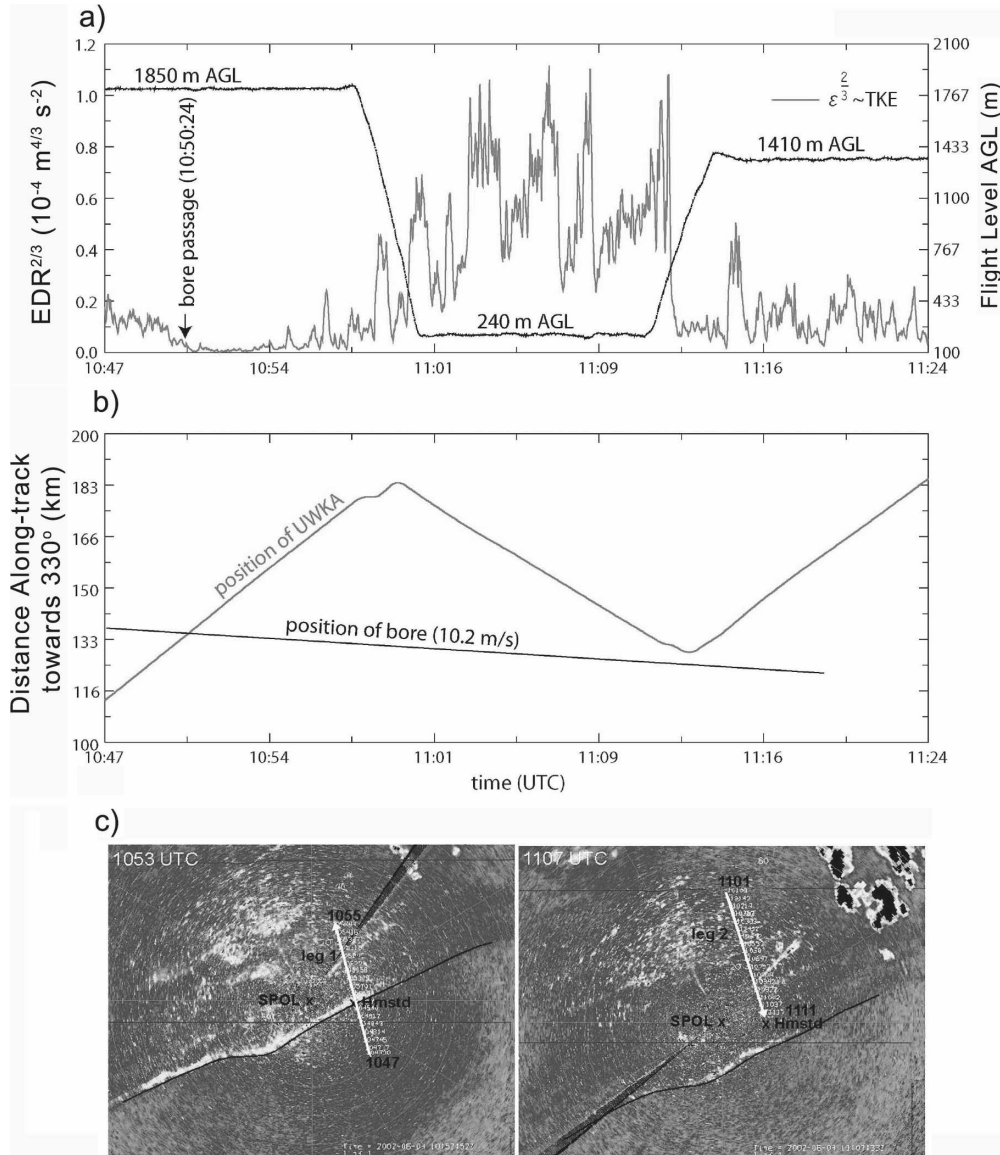 a)
1.2
1.0
0.8
0.6
0.4
0.2
0.0
EDR2/3 (10-4 m4/3 s-2)
1850 m AGL
bore passage (10:50:24)
240 m AGL
1410 m AGL
ε 2/3 ~TKE
2100
1767
1433
1100
767
433
100
Flight Level AGL (m)
10:47
10:54
11:01
11:09
11:16
11:24
b)
200
183
166
150
133
116
100
Distance Along-track
towards 330º (km)
position of UWKA
position of bore (10.2 m/s)
10:47
10:54
11:01
11:09
11:16
11:24
time (UTC)
c)
1053 UTC
1055
leg 1
SPOL x
Hmstd
1047
1107 UTC
1101
leg 2
SPOL x
1111
x Hmstd